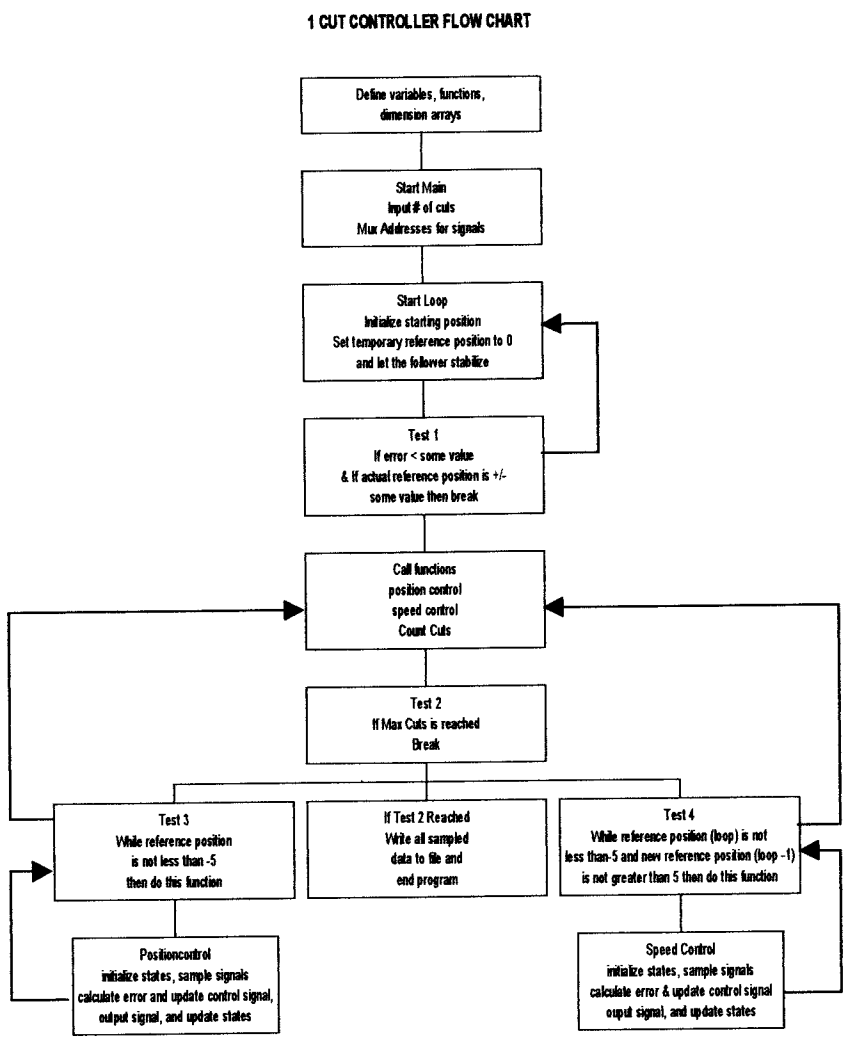 1 CUT CONTROLLER FLOW CHART
Define variables, functions,
dimension arrays
Start Main
Input # of cuts
Mux Addresses for signals
Start Loop
Initialize starting position
Set temporary reference position to 0
and let the follower stabilize
Test 1
If error < some value
& If actual reference position is +/-
some value then break
Call functions
position control
speed control
Count Cuts
Test 2
If Max Cuts is reached
Break
Test 3
While reference position
is not less than -5
then do this function
If Test 2 Reached
Write all sampled
data to file and
end program
Test 4
While reference position (loop) is not
less than-5 and new reference position (loop -1)
is not greater than 5 then do this function
Positioncontrol
initialize states, sample signals
calculate error and update control signal,
output signal, and update states
Speed Control
initialize states, sample signals
calculate error & update control signal
ouput signal, and update states